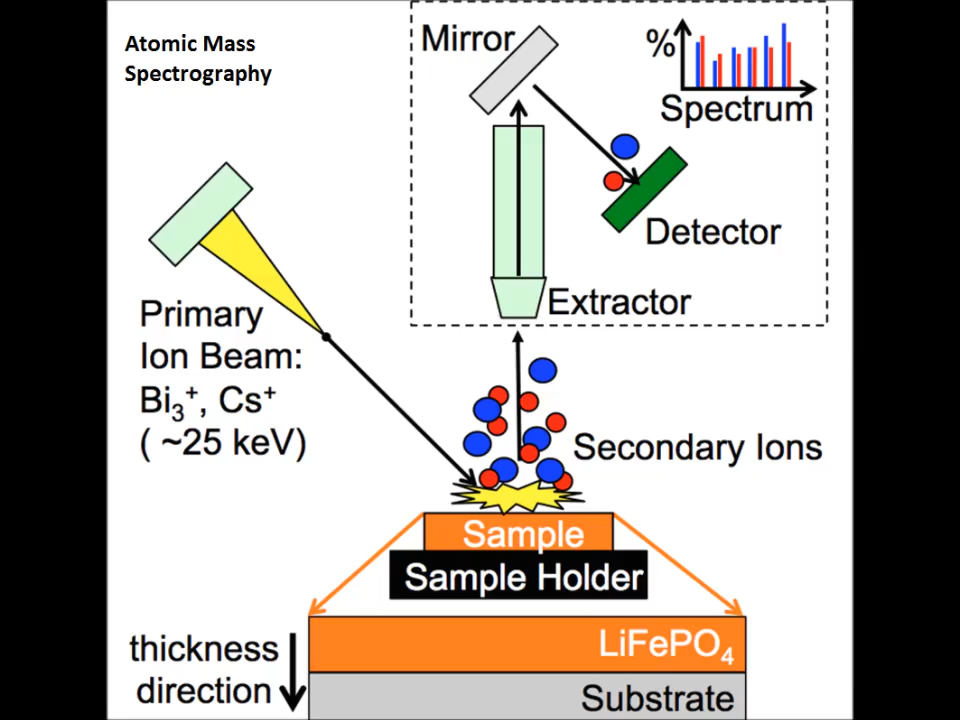 Atomic Mass
Spectrography
Mirror
%
Spectrum
Detector
Extractor
Primary
Ion Beam:
Bi₃⁺, Cs⁺
( ~25 keV)
Secondary Ions
Sample
Sample Holder
thickness
direction
LiFePO₄
Substrate